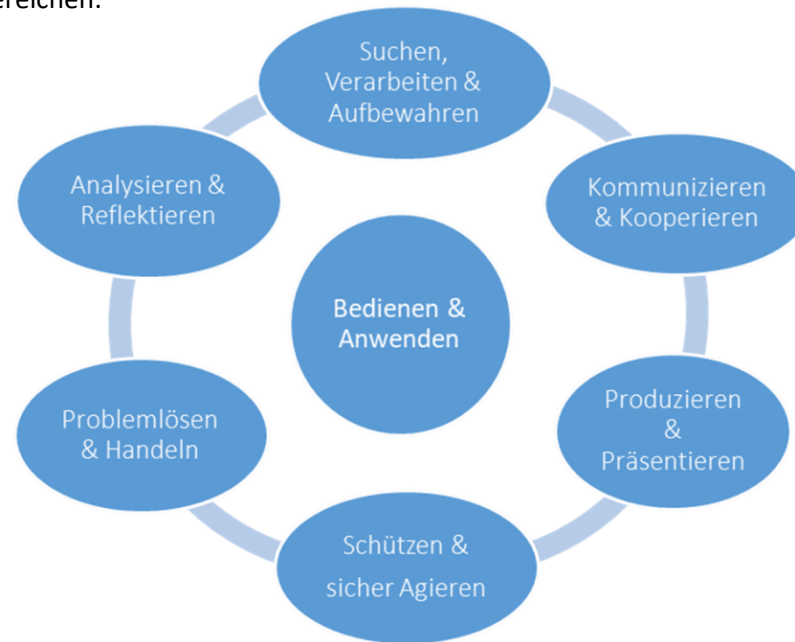 ereichen.
Suchen,
Verarbeiten &
Aufbewahren
Kommunizieren
& Kooperieren
Produzieren
&
Präsentieren
Schützen &
sicher Agieren
Problemlösen
& Handeln
Analysieren &
Reflektieren
Bedienen &
Anwenden